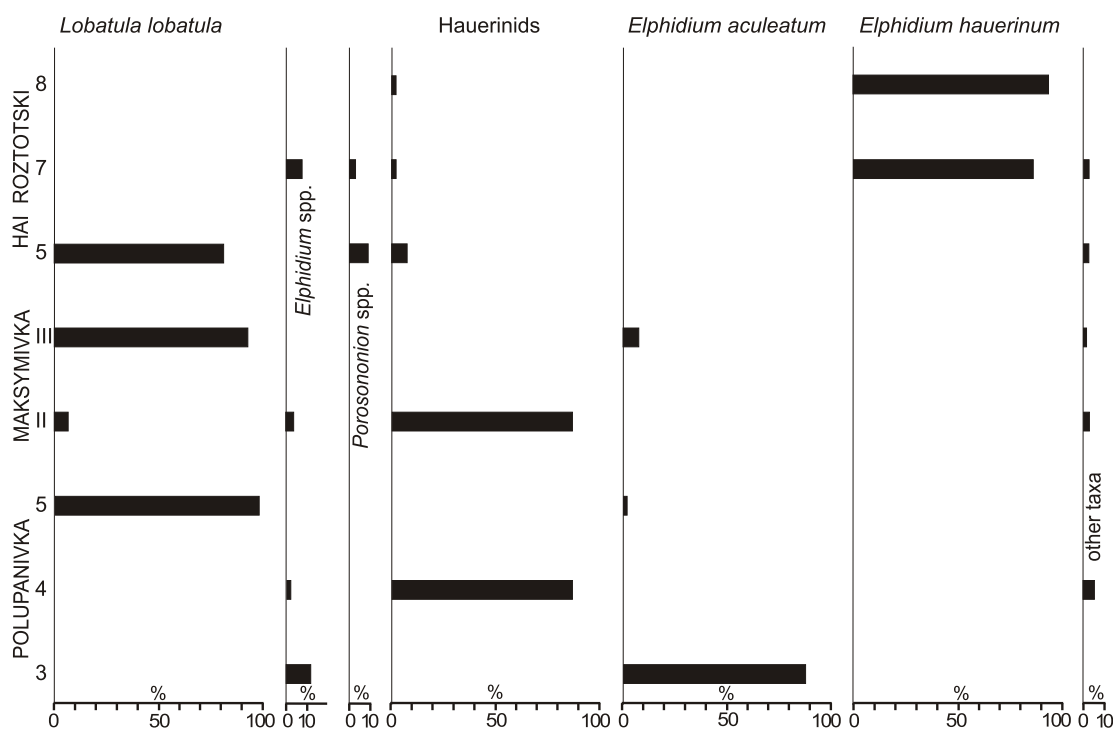 Lobatula lobatula
Hauerinids
Elphidium aculeatum
Elphidium hauerinum
HAI ROZTOTSKI
8
7
5
MAKSYMIVKA
III
II
POLUPANIVKA
5
4
3
Elphidium spp.
Porosononion spp.
other taxa
% % % % % % %
0 50 100 0 10 0 10 0 50 100 0 50 100 0 50 100 0 10